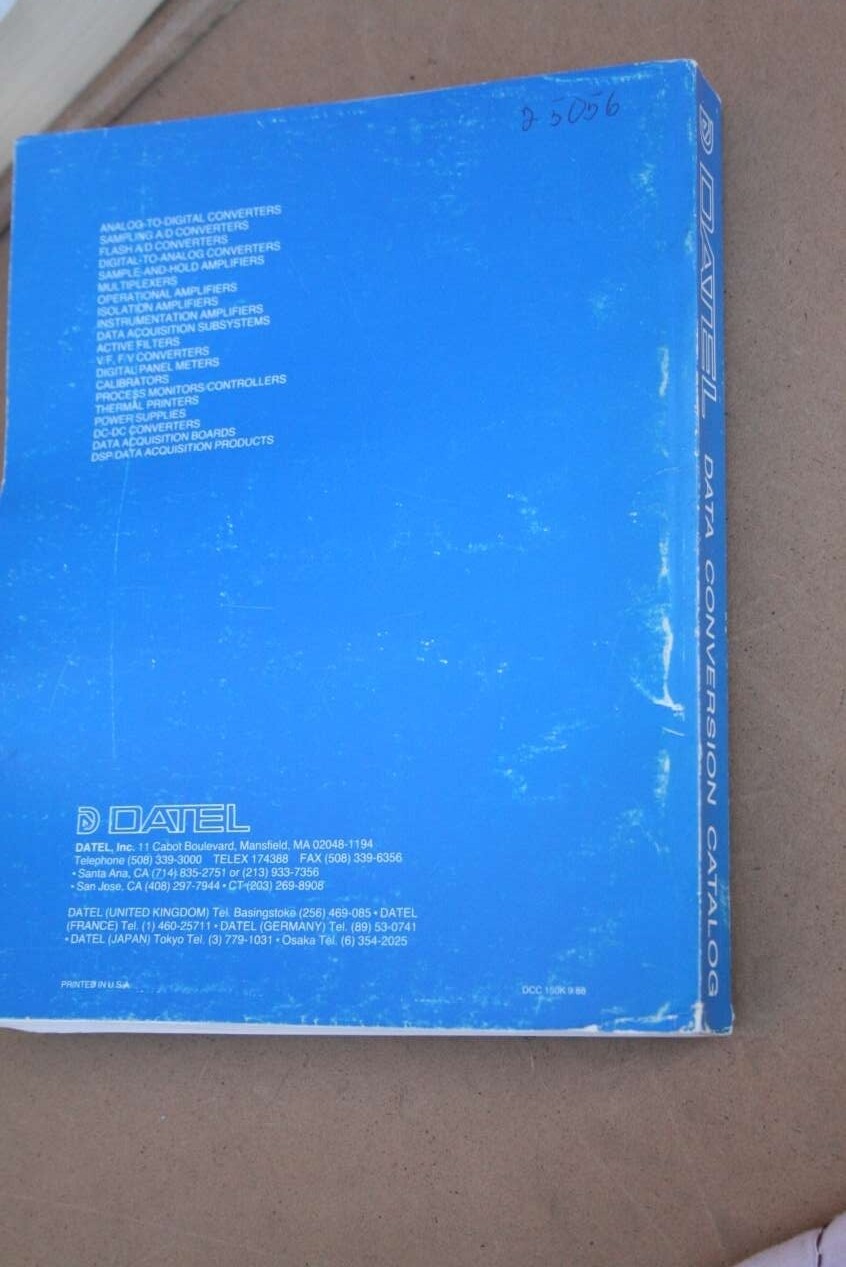 25056
ANALOG-TO-DIGITAL CONVERTERS
SAMPLING A/D CONVERTERS
FLASH A/D CONVERTERS
DIGITAL-TO-ANALOG CONVERTERS
SAMPLE-AND-HOLD AMPLIFIERS
MULTIPLEXERS
OPERATIONAL AMPLIFIERS
ISOLATION AMPLIFIERS
INSTRUMENTATION AMPLIFIERS
DATA ACQUISITION SUBSYSTEMS
ACTIVE FILTERS
V/F, F/V CONVERTERS
DIGITAL PANEL METERS
CALIBRATORS
PROCESS MONITORS/CONTROLLERS
THERMAL PRINTERS
POWER SUPPLIES
DC-DC CONVERTERS
DATA ACQUISITION BOARDS
DSP DATA ACQUISITION PRODUCTS
DATEL
DATEL, Inc. 11 Cabot Boulevard, Mansfield, MA 02048-1194
Telephone (508) 339-3000 TELEX 174388 FAX (508) 339-6356
• Santa Ana, CA (714) 835-2751 or (213) 933-7356
• San Jose, CA (408) 297-7944 • CT (203) 269-8908
DATEL (UNITED KINGDOM) Tel. Basingstoke (256) 469-085 • DATEL
(FRANCE) Tel. (1) 460-25711 • DATEL (GERMANY) Tel. (89) 53-0741
• DATEL (JAPAN) Tokyo Tel. (3) 779-1031 • Osaka Tel. (6) 354-2025
PRINTED IN U.S.A.
DCC 9/88
DATEL DATA CONVERSION CATALOG